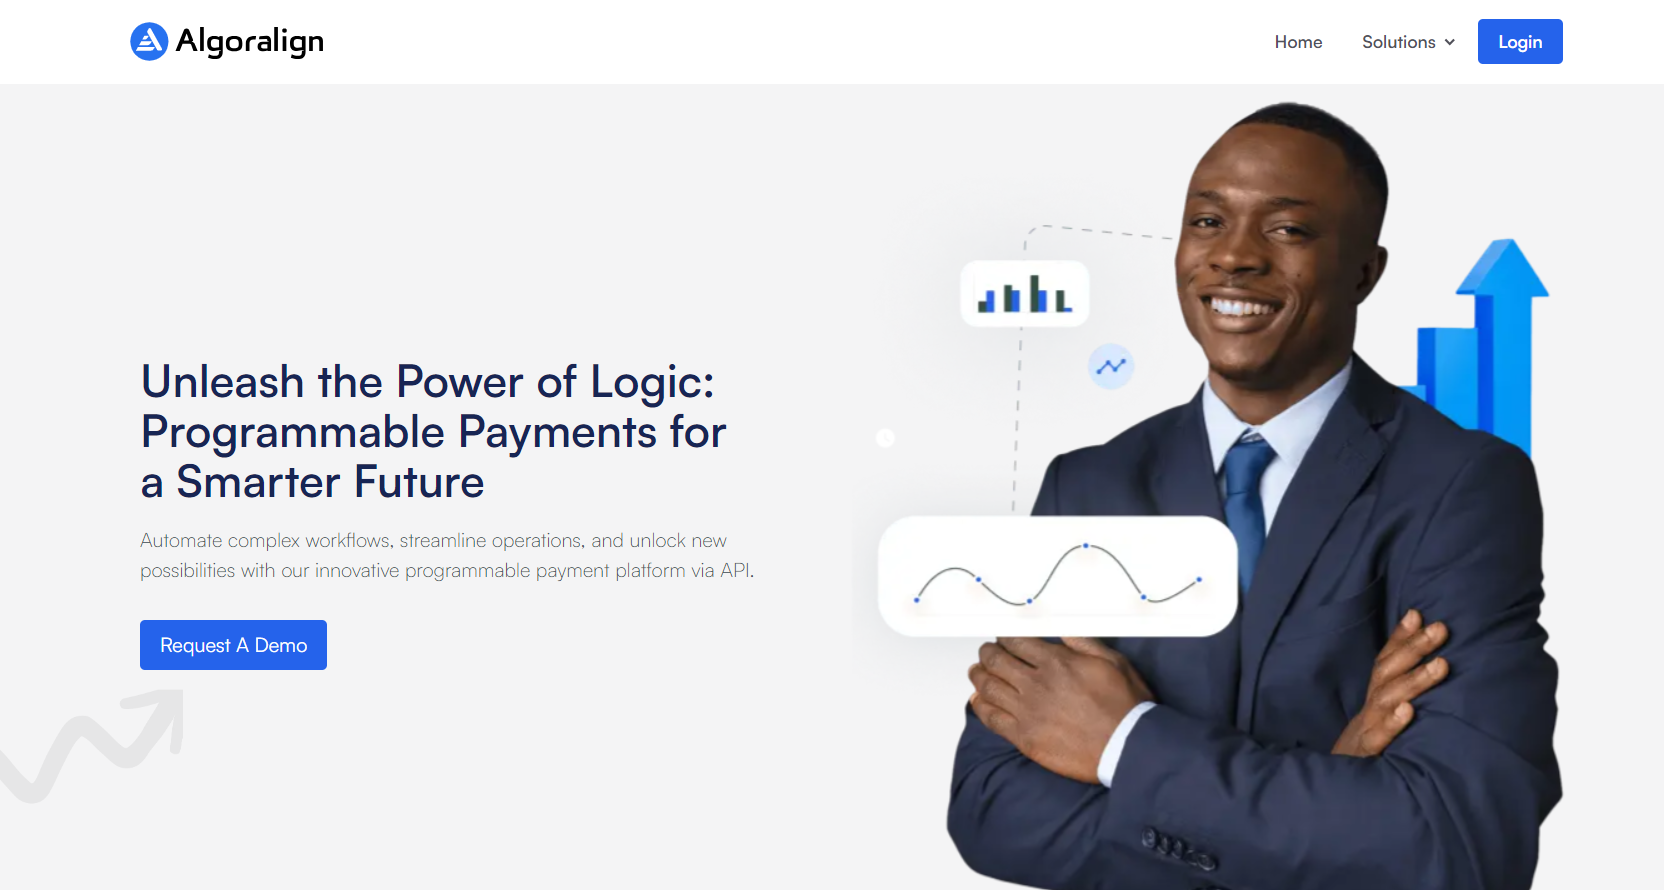 Algoralign
Home
Solutions
Login
Unleash the Power of Logic:
Programmable Payments for
a Smarter Future
Automate complex workflows, streamline operations, and unlock new
possibilities with our innovative programmable payment platform via API.
Request A Demo